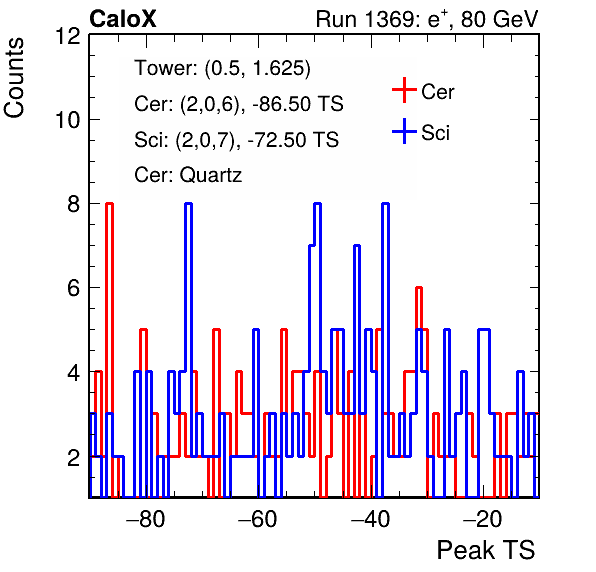 CaloX Run 1369: e⁺, 80 GeV
Counts
12
10
8
6
4
2
Tower: (0.5, 1.625)
Cer: (2,0,6), -86.50 TS
Sci: (2,0,7), -72.50 TS
Cer: Quartz
Cer
Sci
−80 −60 −40 −20
Peak TS